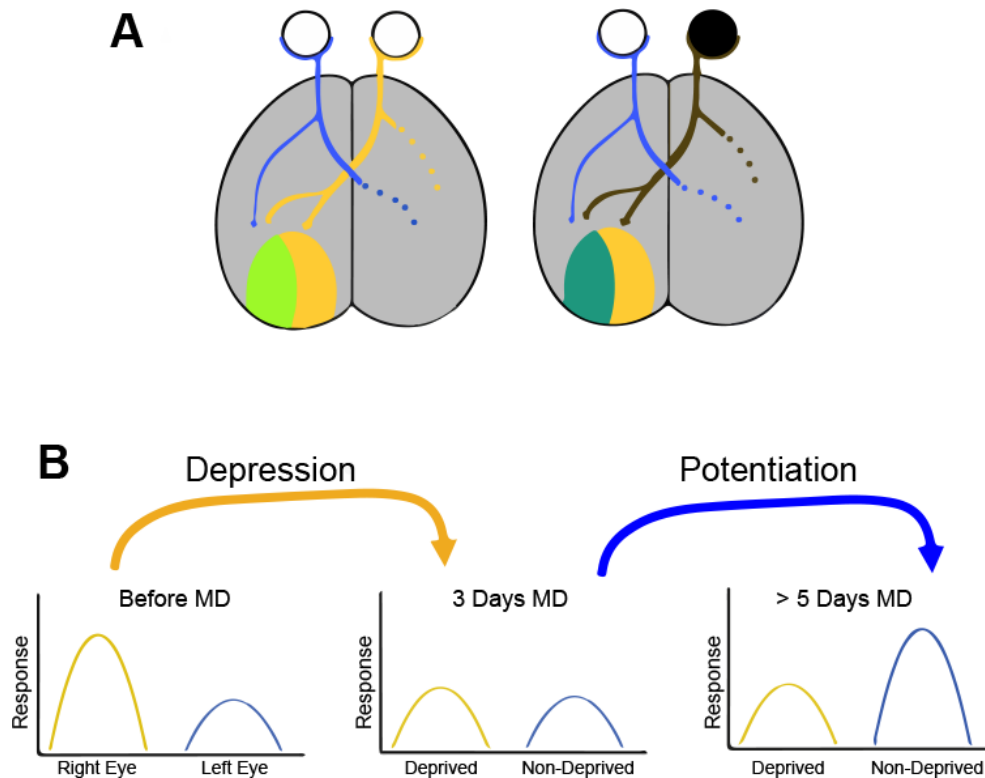 A
B
Depression
Potentiation
Before MD
3 Days MD
> 5 Days MD
Response
Response
Response
Right Eye
Left Eye
Deprived
Non-Deprived
Deprived
Non-Deprived